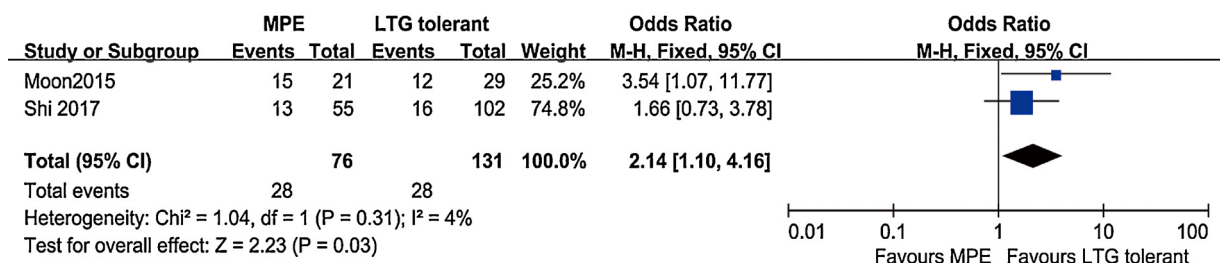 MPE LTG tolerant Odds Ratio Odds Ratio
Study or Subgroup Events Total Events Total Weight M-H, Fixed, 95% CI M-H, Fixed, 95% CI
Moon2015 15 21 12 29 25.2% 3.54 [1.07, 11.77]
Shi 2017 13 55 16 102 74.8% 1.66 [0.73, 3.78]
Total (95% CI) 76 131 100.0% 2.14 [1.10, 4.16]
Total events 28 28
Heterogeneity: Chi² = 1.04, df = 1 (P = 0.31); I² = 4%
Test for overall effect: Z = 2.23 (P = 0.03)
0.01 0.1 1 10 100
Favours MPE Favours LTG tolerant